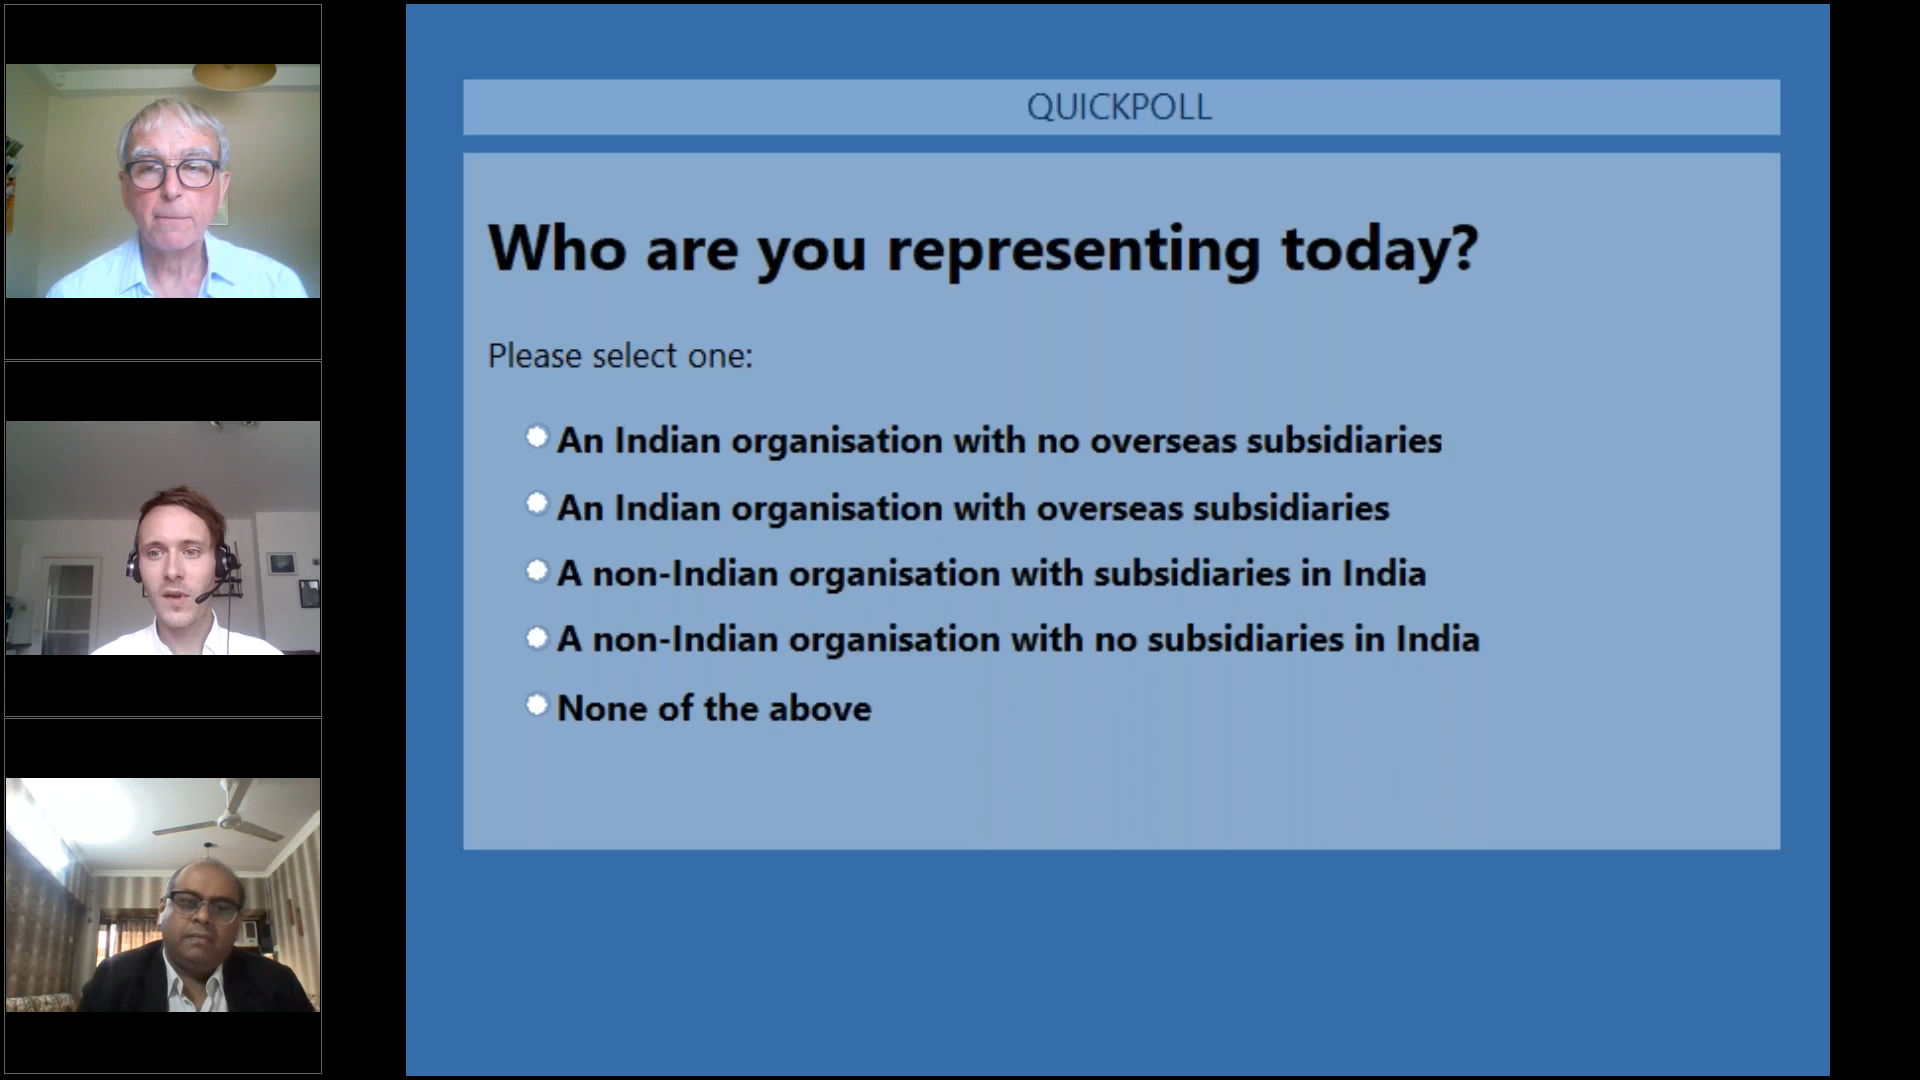 QUICKPOLL
Who are you representing today?
Please select one:
An Indian organisation with no overseas subsidiaries
An Indian organisation with overseas subsidiaries
A non-Indian organisation with subsidiaries in India
A non-Indian organisation with no subsidiaries in India
None of the above